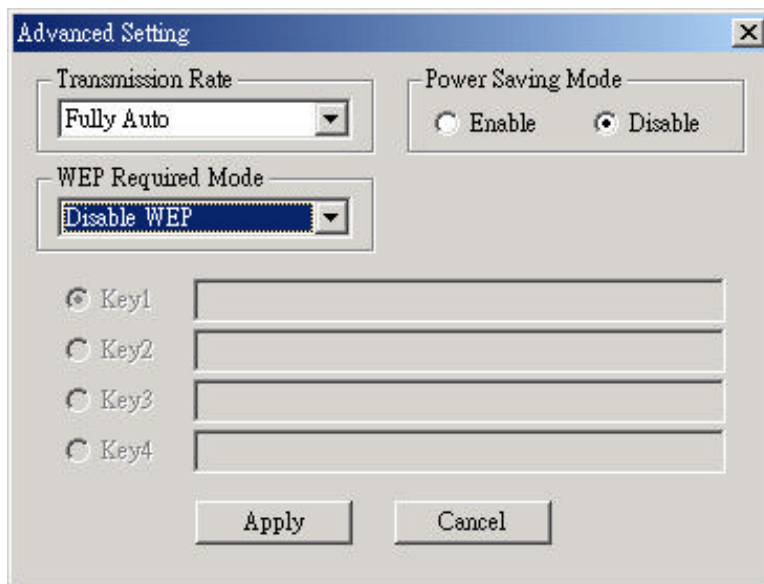 Advanced Setting
Transmission Rate
Fully Auto
Power Saving Mode
Enable
Disable
WEP Required Mode
Disable WEP
Key1
Key2
Key3
Key4
Apply
Cancel